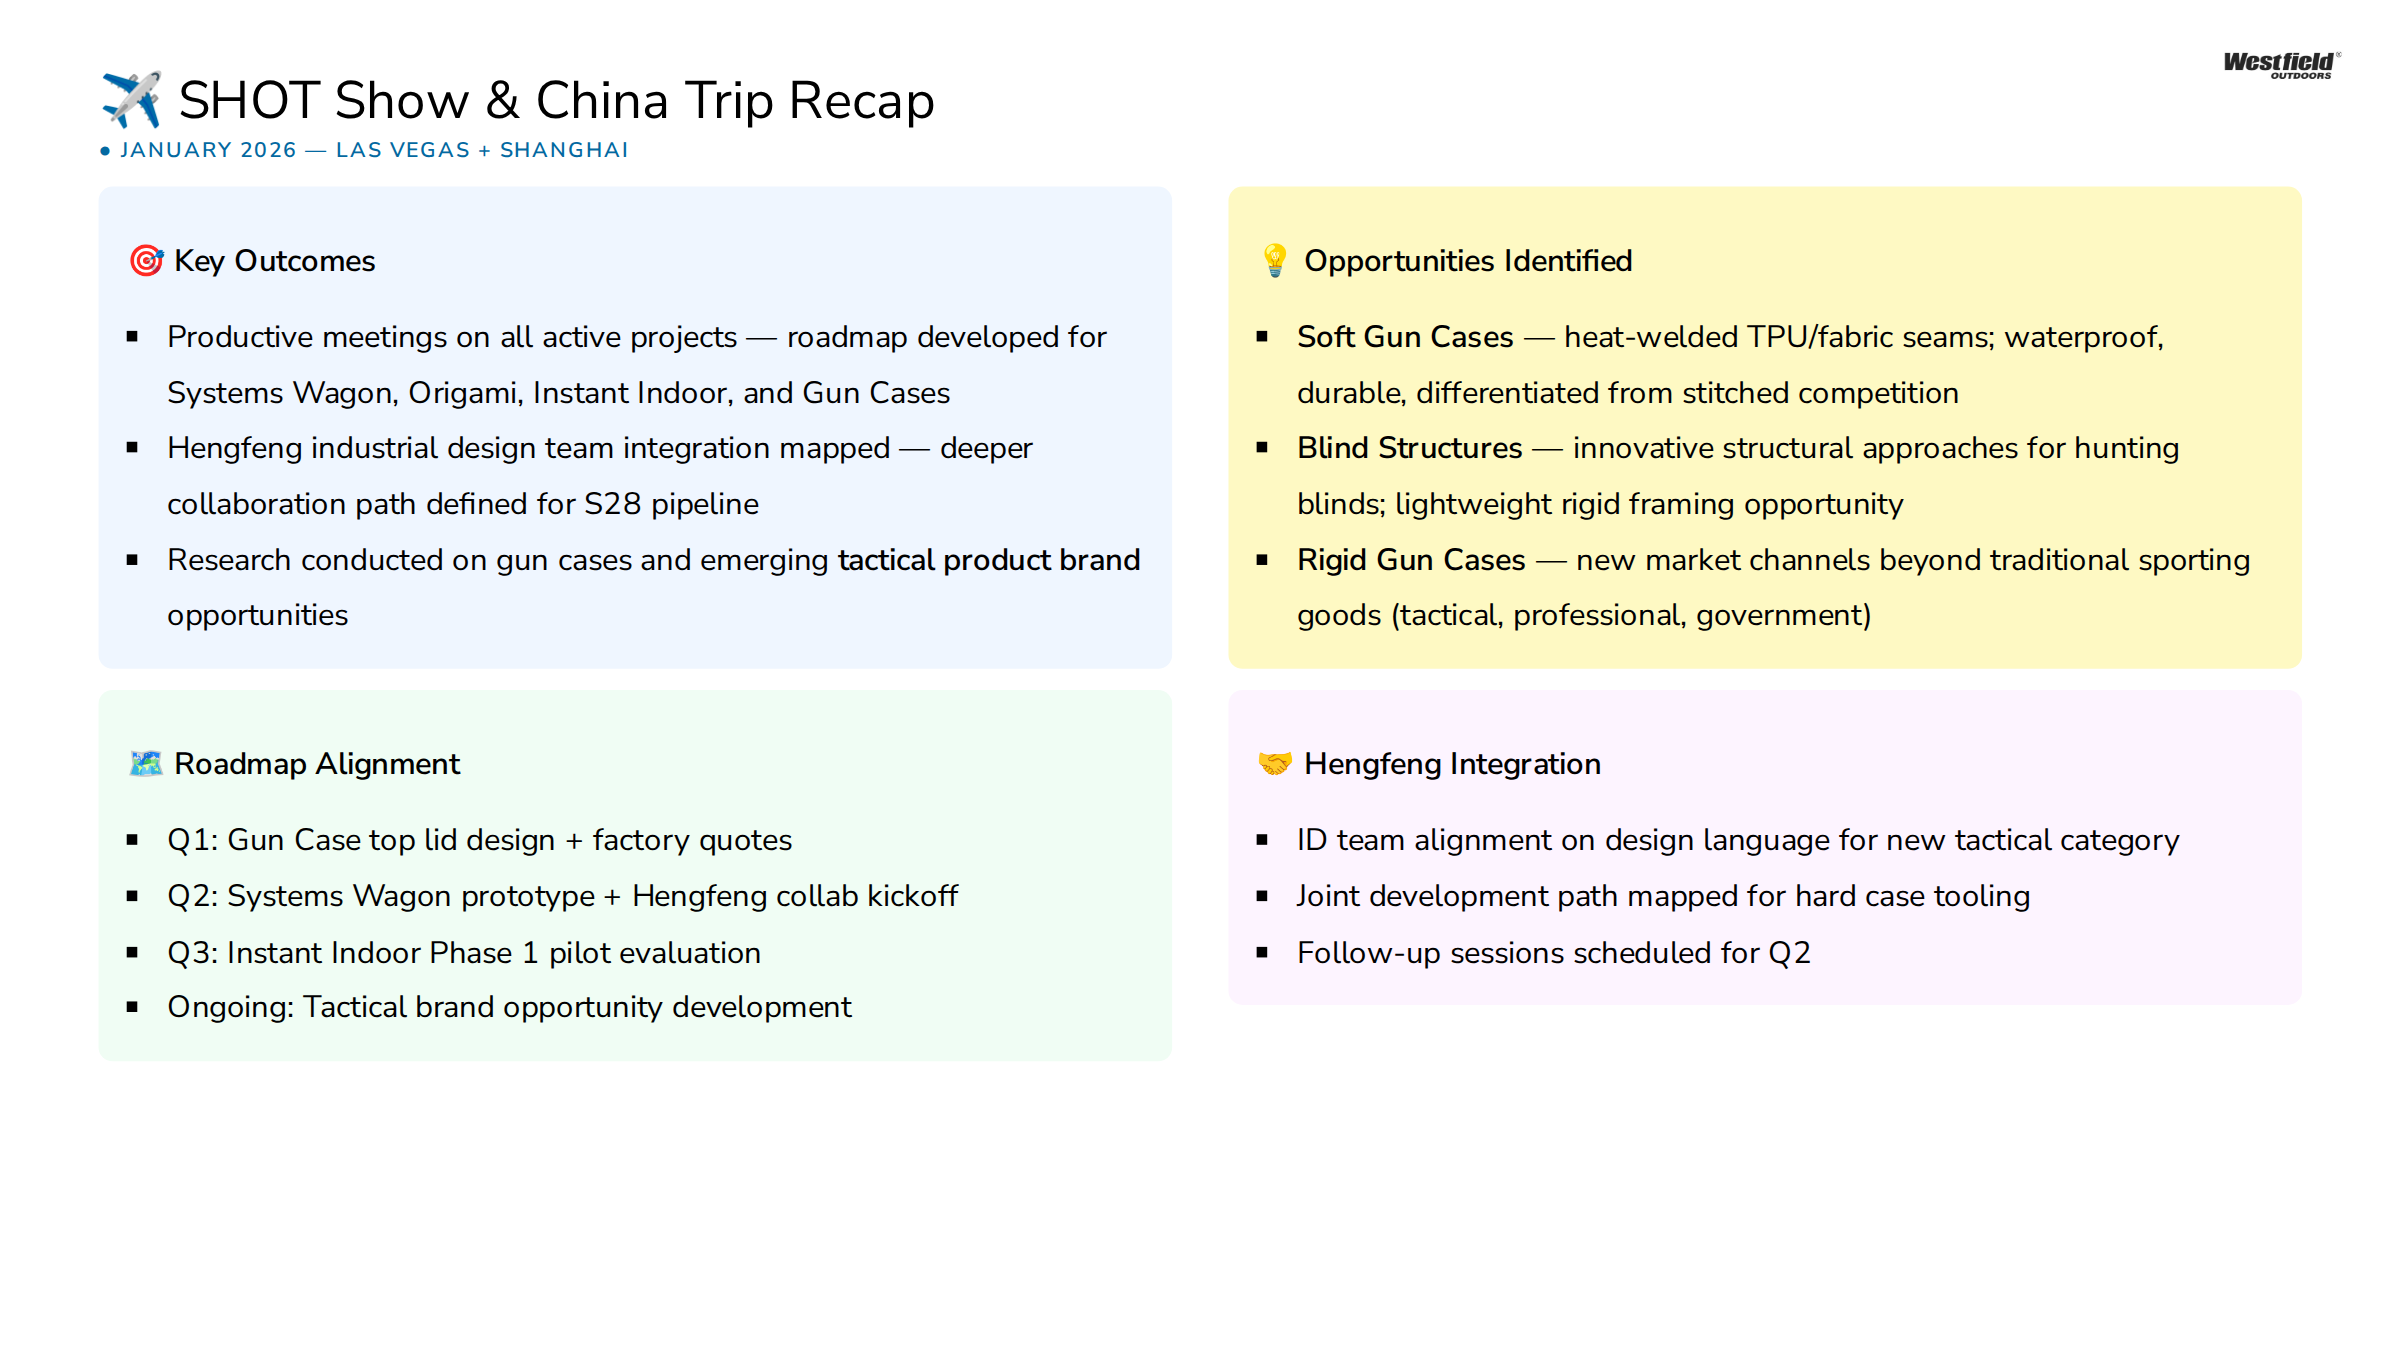 ✈️ SHOT Show & China Trip Recap
● JANUARY 2026 — LAS VEGAS + SHANGHAI
Westfield®
OUTDOORS
🎯 Key Outcomes
▪ Productive meetings on all active projects — roadmap developed for
Systems Wagon, Origami, Instant Indoor, and Gun Cases
▪ Hengfeng industrial design team integration mapped — deeper
collaboration path defined for S28 pipeline
▪ Research conducted on gun cases and emerging tactical product brand
opportunities
💡 Opportunities Identified
▪ Soft Gun Cases — heat-welded TPU/fabric seams; waterproof,
durable, differentiated from stitched competition
▪ Blind Structures — innovative structural approaches for hunting
blinds; lightweight rigid framing opportunity
▪ Rigid Gun Cases — new market channels beyond traditional sporting
goods (tactical, professional, government)
🗺️ Roadmap Alignment
▪ Q1: Gun Case top lid design + factory quotes
▪ Q2: Systems Wagon prototype + Hengfeng collab kickoff
▪ Q3: Instant Indoor Phase 1 pilot evaluation
▪ Ongoing: Tactical brand opportunity development
🤝 Hengfeng Integration
▪ ID team alignment on design language for new tactical category
▪ Joint development path mapped for hard case tooling
▪ Follow-up sessions scheduled for Q2